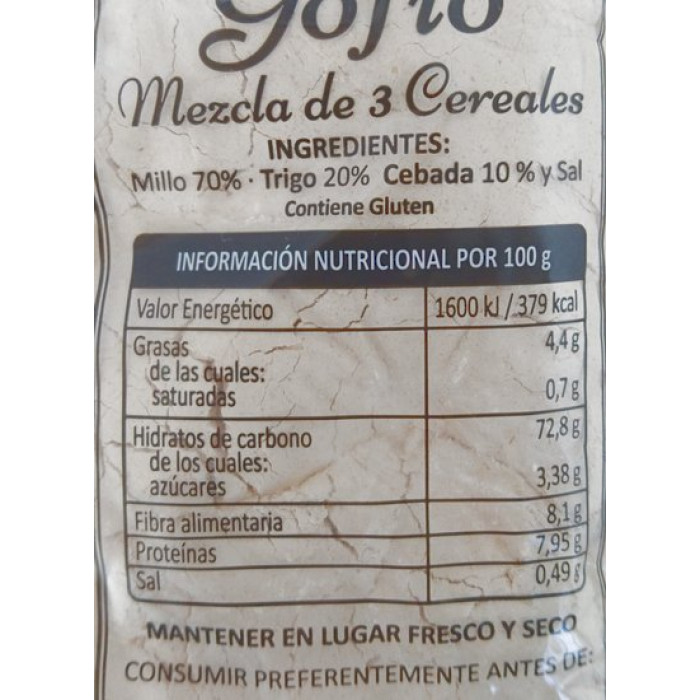 Gofio
Mezcla de 3 Cereales
INGREDIENTES:
Millo 70% · Trigo 20% Cebada 10 % y Sal
Contiene Gluten
INFORMACIÓN NUTRICIONAL POR 100 g
Valor Energético 1600 kJ / 379 kcal
Grasas 4,4 g
de las cuales:
saturadas 0,7 g
Hidratos de carbono 72,8 g
de los cuales:
azúcares 3,38 g
Fibra alimentaria 8,1 g
Proteínas 7,95 g
Sal 0,49 g
MANTENER EN LUGAR FRESCO Y SECO
CONSUMIR PREFERENTEMENTE ANTES DE: